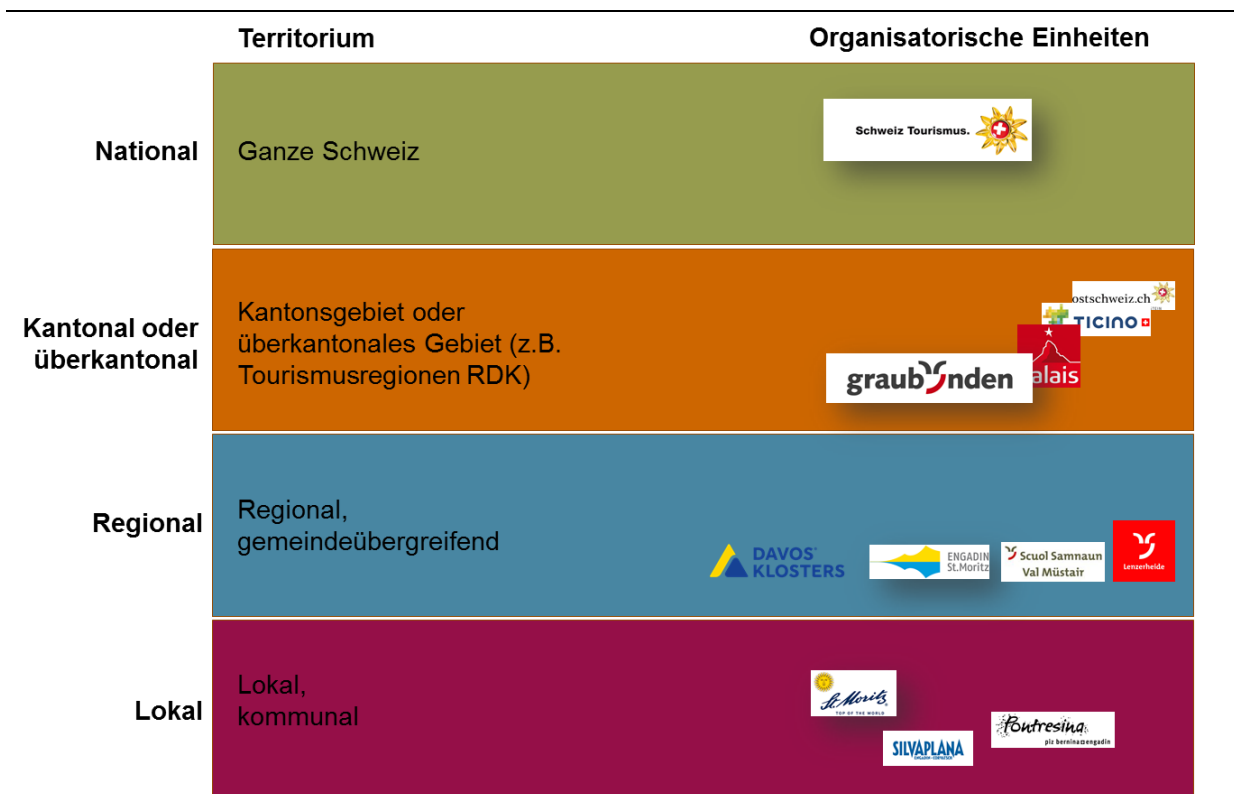 Territorium
Organisatorische Einheiten
National
Ganze Schweiz
Schweiz Tourismus.
Kantonal oder
überkantonal
Kantonsgebiet oder
überkantonales Gebiet (z.B.
Tourismusregionen RDK)
ostschweiz.ch
TICINO
alais
graubünden
Regional
Regional,
gemeindeübergreifend
DAVOS
KLOSTERS
ENGADIN
St.Moritz
Scuol Samnaun
Val Müstair
Lenzerheide
Lokal
Lokal,
kommunal
St. Moritz
TOP OF THE WORLD
SILVAPLANA
Pontresina
piz bernina engadin